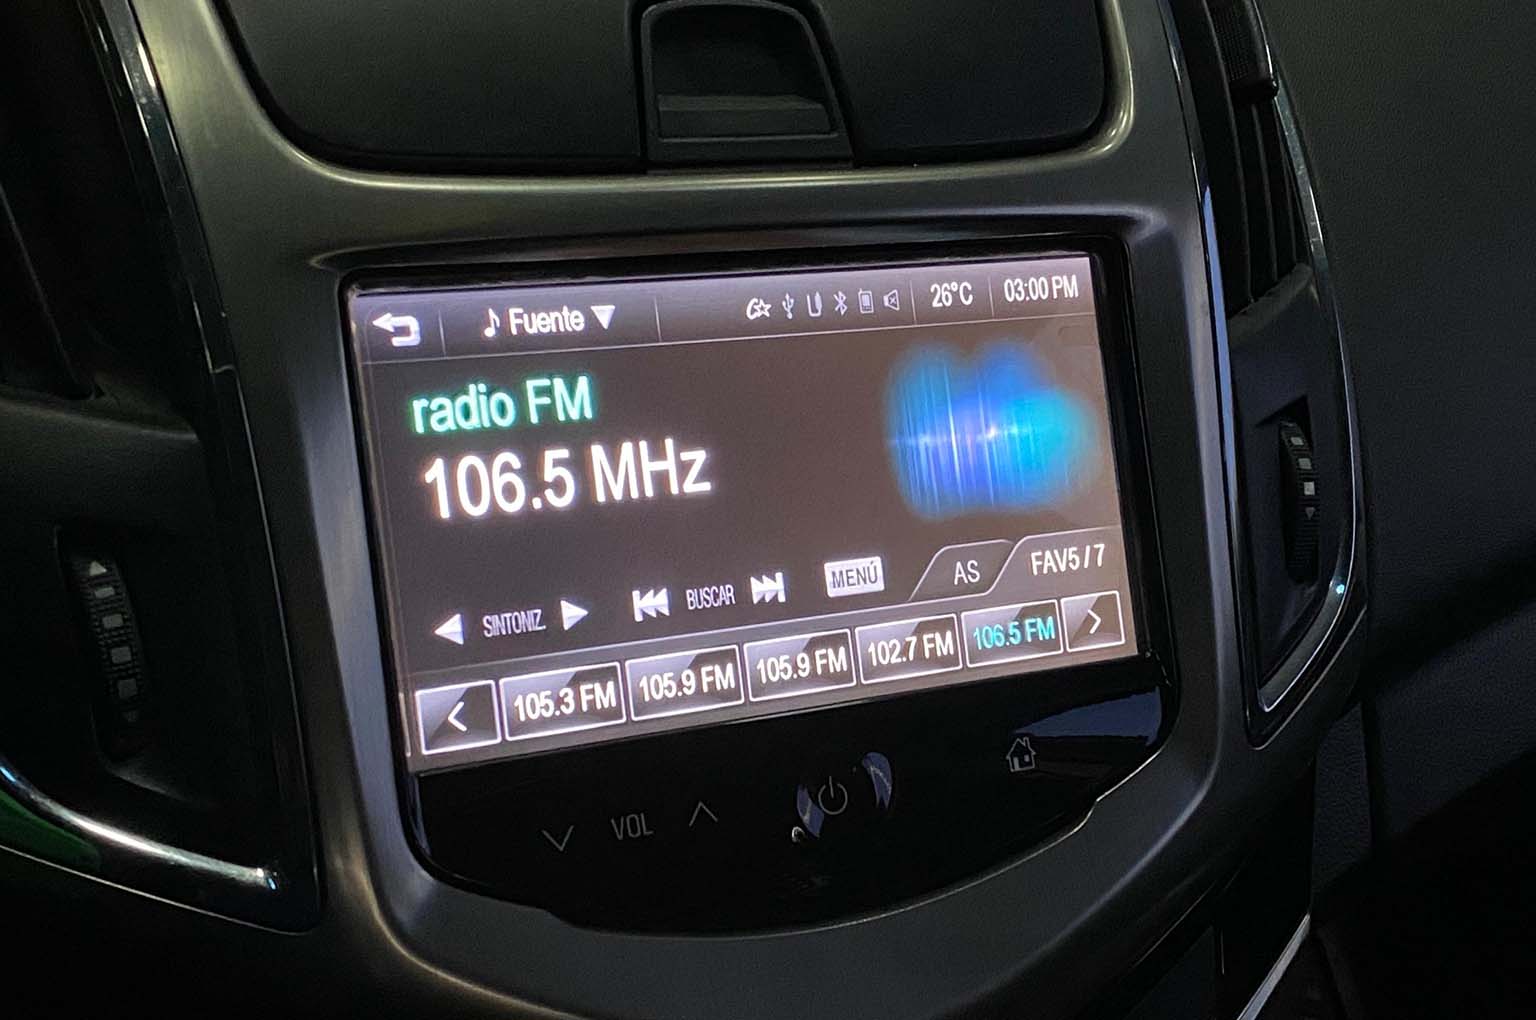 Fuente 26°C 03:00 PM
radio FM
106.5 MHz
SINTONIZ. BUSCAR MENÚ AS FAV5 / 7
105.3 FM 105.9 FM 105.9 FM 102.7 FM 106.5 FM
VOL